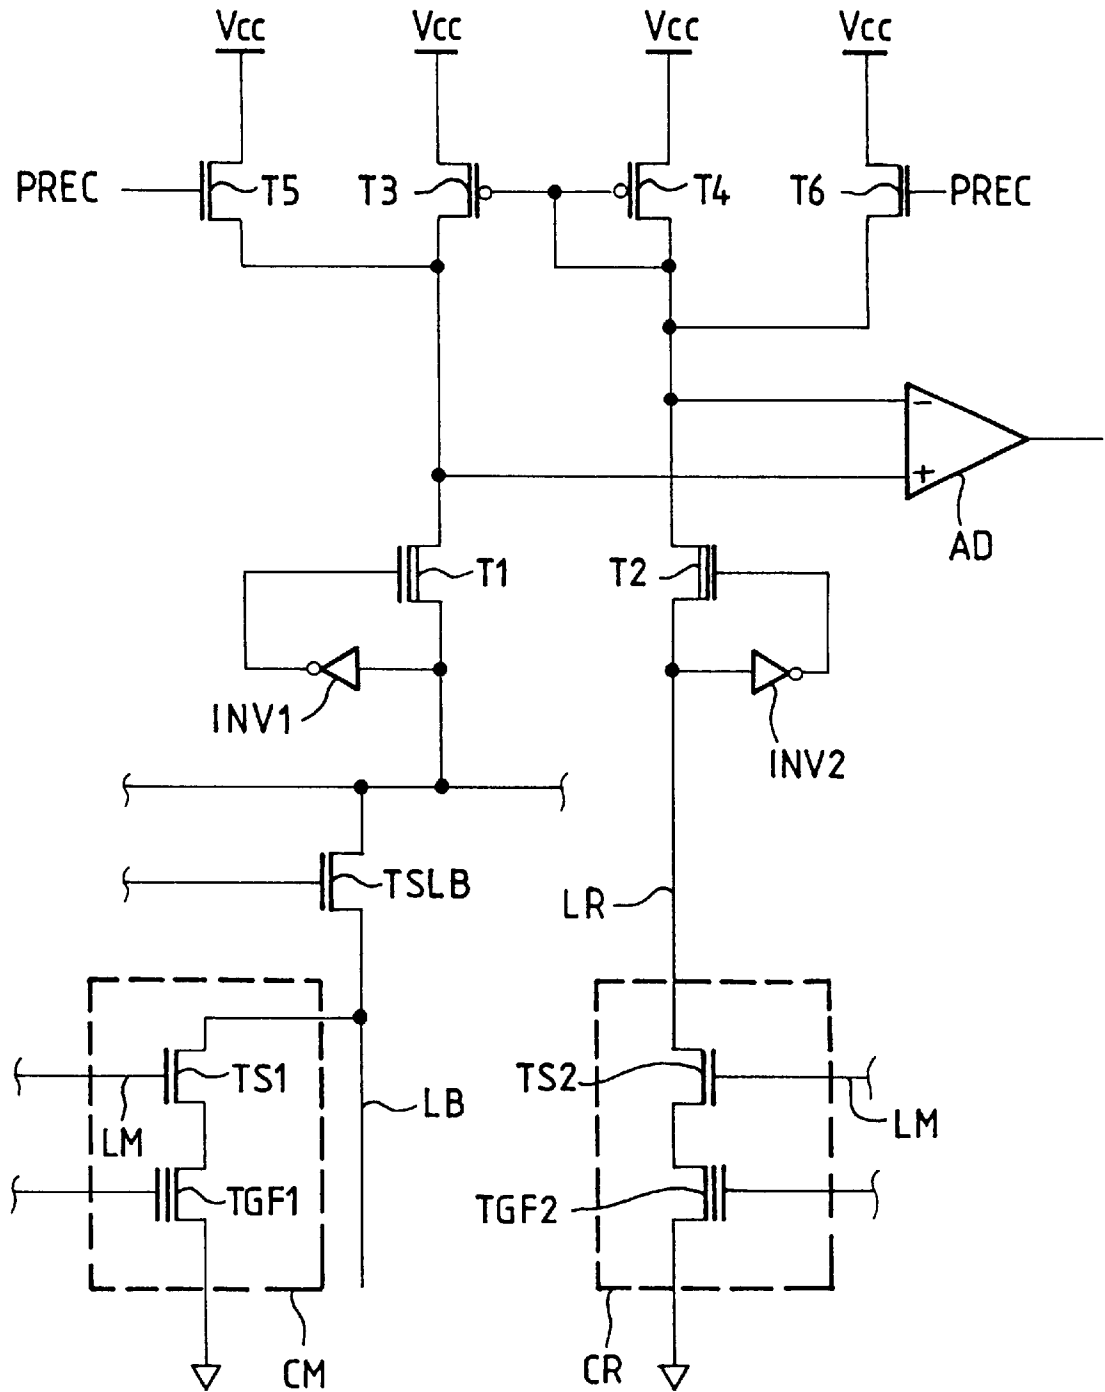 Vcc Vcc Vcc Vcc
PREC T5 T3 T4 T6 PREC
-
+
AD
T1 T2
INV1
INV2
TSLB
LR
TS1 TS2
LB
LM LM
TGF1 TGF2
CM CR